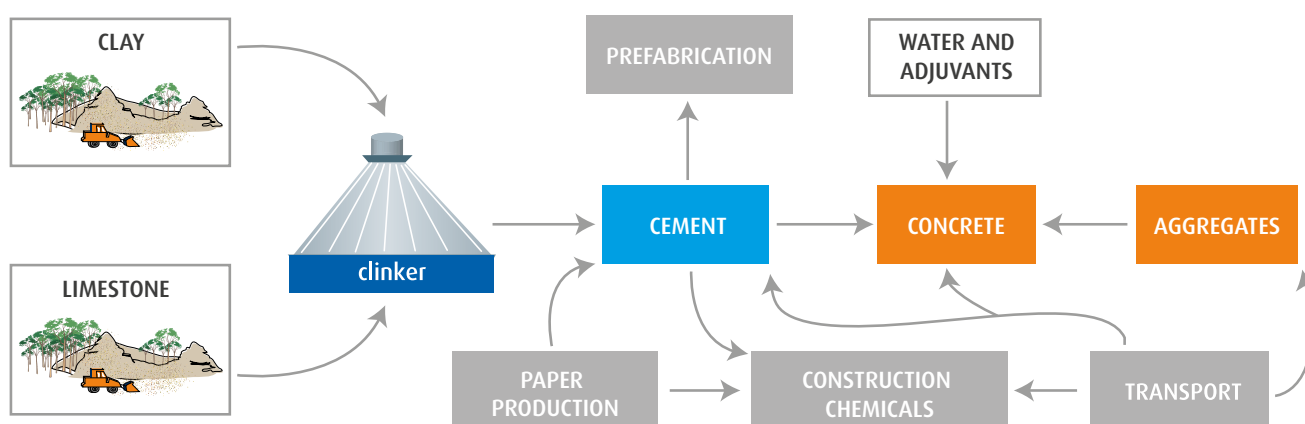 CLAY
PREFABRICATION
WATER AND
ADJUVANTS
CEMENT
CONCRETE
AGGREGATES
clinker
LIMESTONE
PAPER
PRODUCTION
CONSTRUCTION
CHEMICALS
TRANSPORT